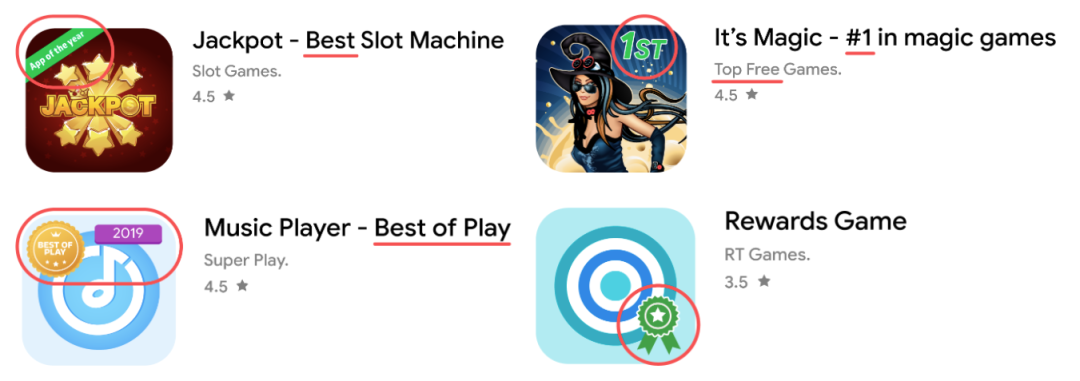 App of the year
JACKPOT
Jackpot - Best Slot Machine
Slot Games.
4.5 ★
1ST
It's Magic - #1 in magic games
Top Free Games.
4.5 ★
BEST OF
PLAY
2019
Music Player - Best of Play
Super Play.
4.5 ★
Rewards Game
RT Games.
3.5 ★